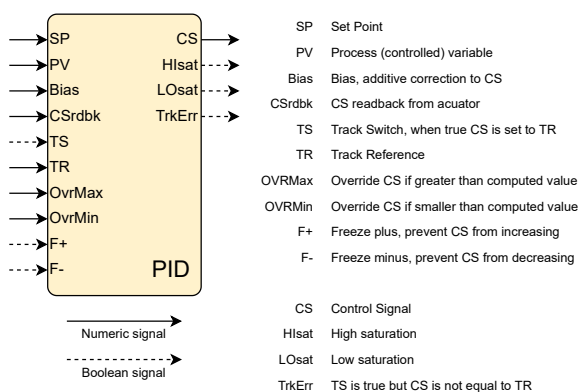 SP
PV
Bias
CSrdbk
TS
TR
OvrMax
OvrMin
F+
F-
CS
HIsat
LOsat
TrkErr
PID
Numeric signal
Boolean signal
SP Set Point
PV Process (controlled) variable
Bias Bias, additive correction to CS
CSrdbk CS readback from acuator
TS Track Switch, when true CS is set to TR
TR Track Reference
OVRMax Override CS if greater than computed value
OVRMin Override CS if smaller than computed value
F+ Freeze plus, prevent CS from increasing
F- Freeze minus, prevent CS from decreasing
CS Control Signal
HIsat High saturation
LOsat Low saturation
TrkErr TS is true but CS is not equal to TR